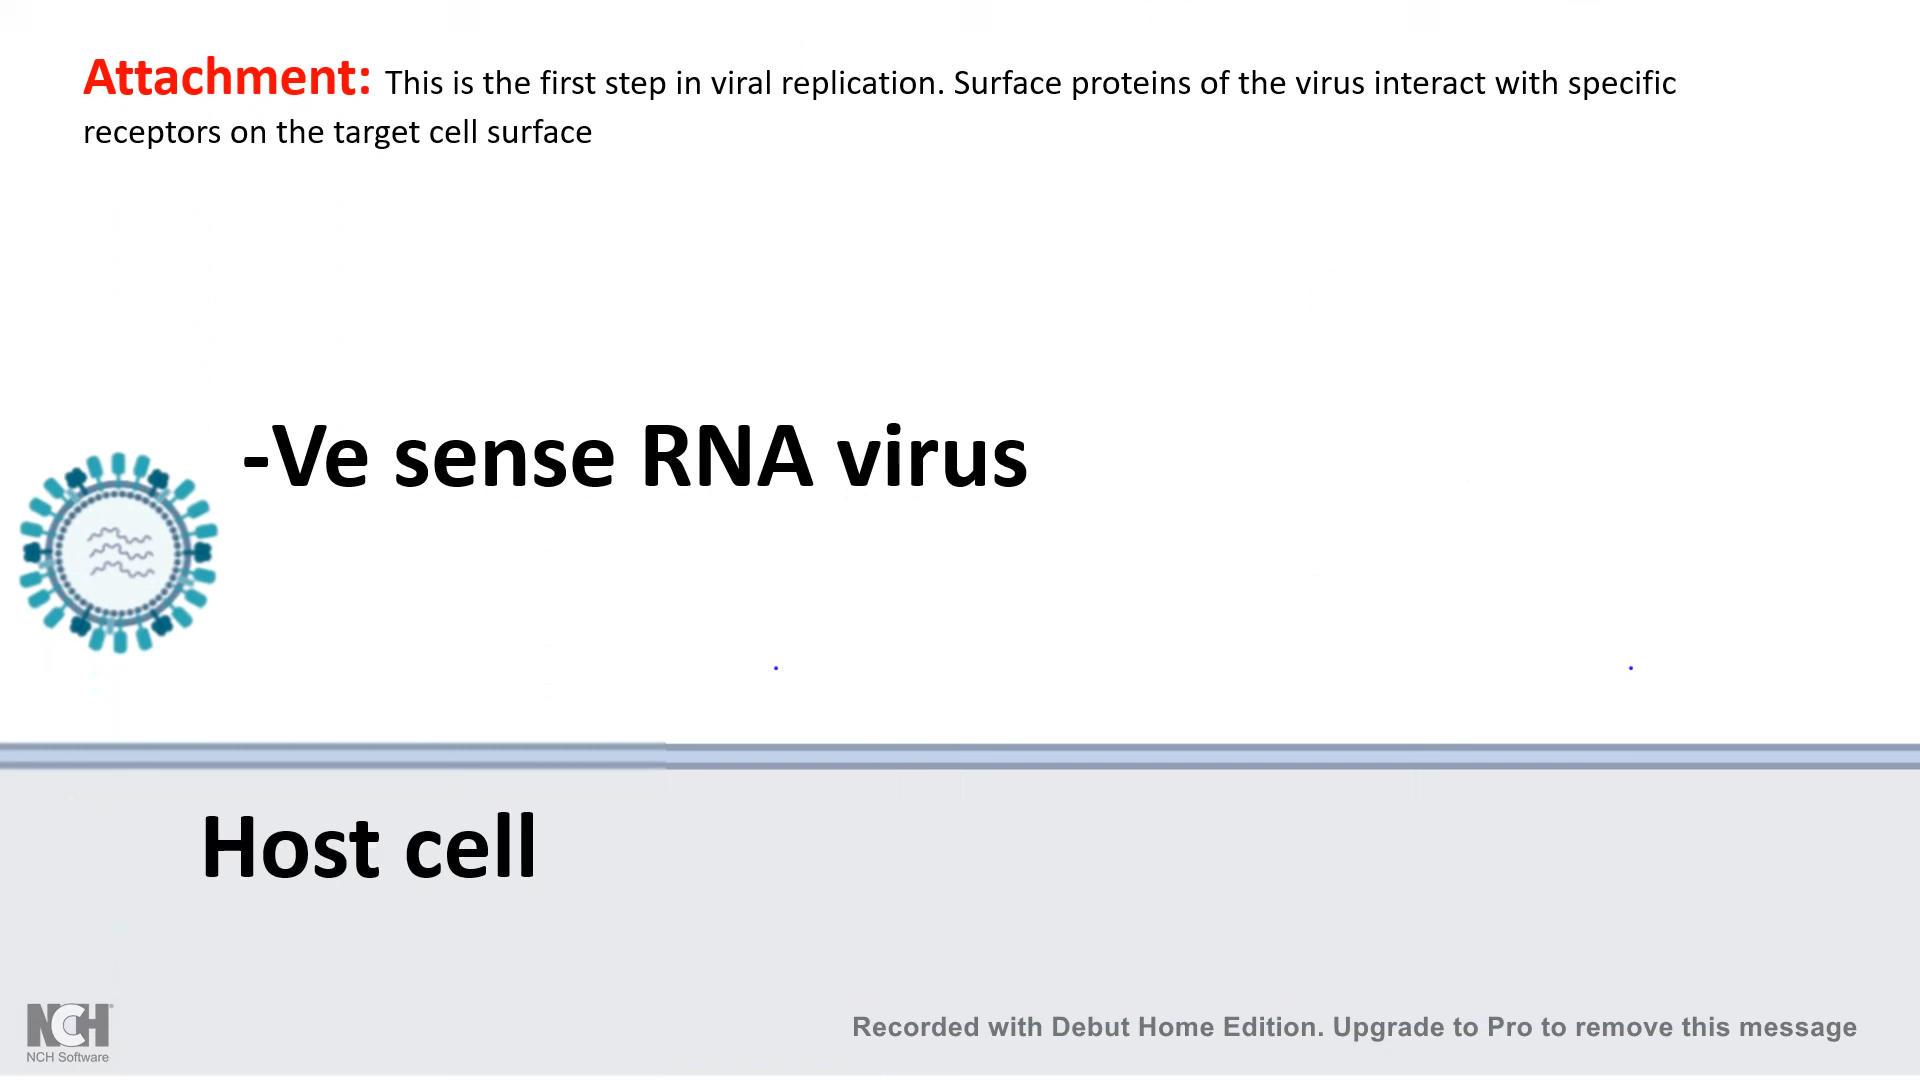 Attachment: This is the first step in viral replication. Surface proteins of the virus interact with specific
receptors on the target cell surface
-Ve sense RNA virus
Host cell
NCH
NCH Software
Recorded with Debut Home Edition. Upgrade to Pro to remove this message